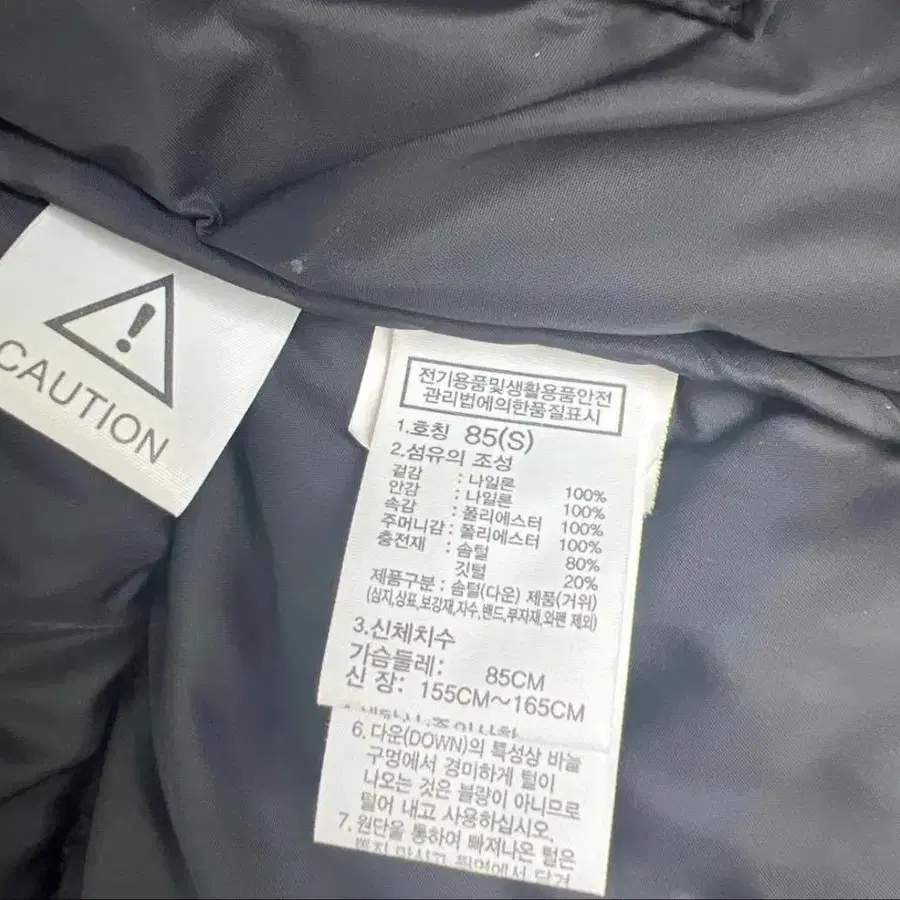 CAUTION
전기용품및생활용품안전
관리법에의한품질표시
1.호칭 85(S)
2.섬유의 조성
겉감 : 나일론 100%
안감 : 나일론 100%
속감 : 폴리에스터 100%
주머니감 : 폴리에스터 100%
충전재 : 솜털 80%
깃털 20%
제품구분 : 솜털(다운) 제품(거위)
(심지,상표,보강재,자수,밴드,부자재,와펜 제외)
3.신체치수
가슴둘레: 85CM
신 장: 155CM~165CM
6. 다운(DOWN)의 특성상 바늘
구멍에서 경미하게 털이
나오는 것은 불량이 아니므로
털어 내고 사용하십시오.
7. 원단을 통하여 빠져나온 털은